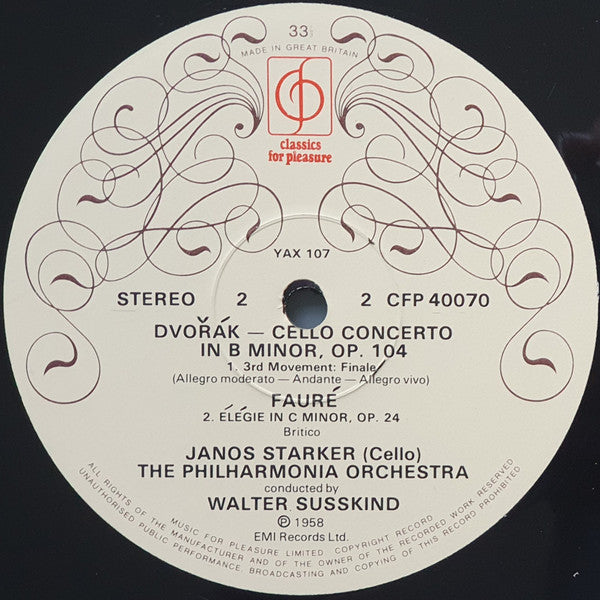 33⅓
MADE IN GREAT BRITAIN
classics
for pleasure
YAX 107
STEREO 2 2 CFP 40070
DVOŘÁK — CELLO CONCERTO
IN B MINOR, OP. 104
1. 3rd Movement: Finale
(Allegro moderato — Andante — Allegro vivo)
FAURÉ
2. ÉLÉGIE IN C MINOR, OP. 24
Britico
JANOS STARKER (Cello)
THE PHILHARMONIA ORCHESTRA
conducted by
WALTER SUSSKIND
Ⓟ 1958
EMI Records Ltd.
MUSIC FOR PLEASURE LIMITED. COPYRIGHT RECORD
ALL RIGHTS OF THE MANUFACTURER AND OF THE OWNER OF THE RECORDED WORK RESERVED
UNAUTHORISED PUBLIC PERFORMANCE, BROADCASTING AND COPYING OF THIS RECORD PROHIBITED